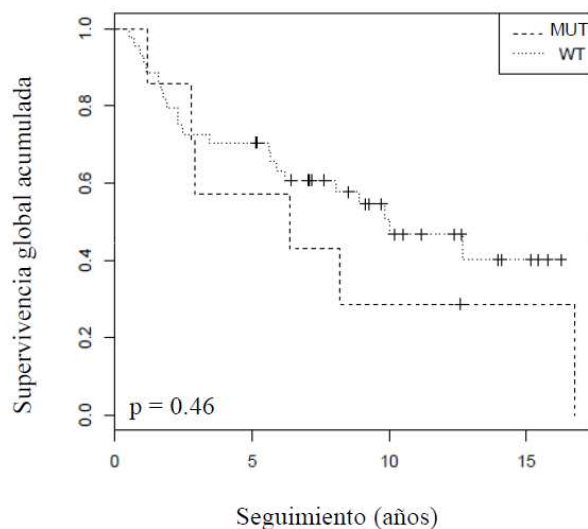 MUT
WT
Supervivencia global acumulada
1.0
0.8
0.6
0.4
0.2
0.0
p = 0.46
0 5 10 15
Seguimiento (años)